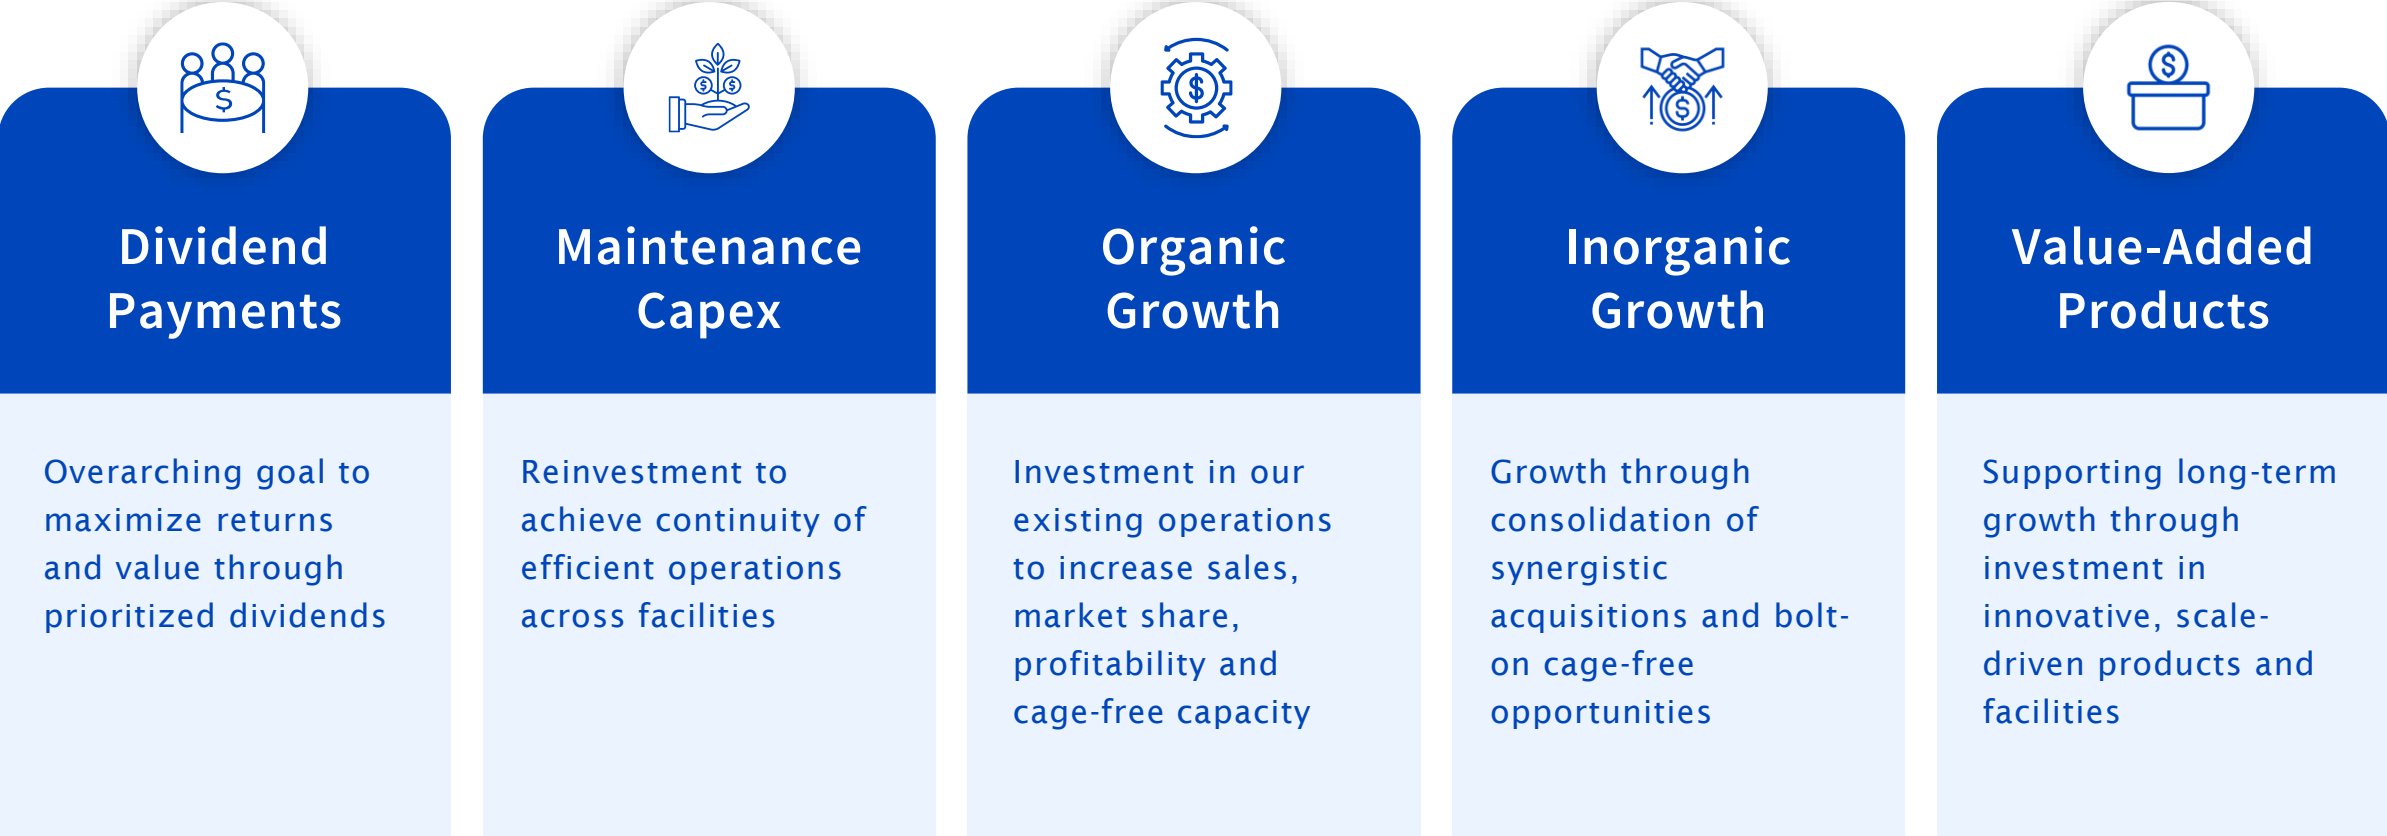 $
$ $
$
$
$
Dividend
Payments
Overarching goal to
maximize returns
and value through
prioritized dividends
Maintenance
Capex
Reinvestment to
achieve continuity of
efficient operations
across facilities
Organic
Growth
Investment in our
existing operations
to increase sales,
market share,
profitability and
cage-free capacity
Inorganic
Growth
Growth through
consolidation of
synergistic
acquisitions and bolt-
on cage-free
opportunities
Value-Added
Products
Supporting long-term
growth through
investment in
innovative, scale-
driven products and
facilities